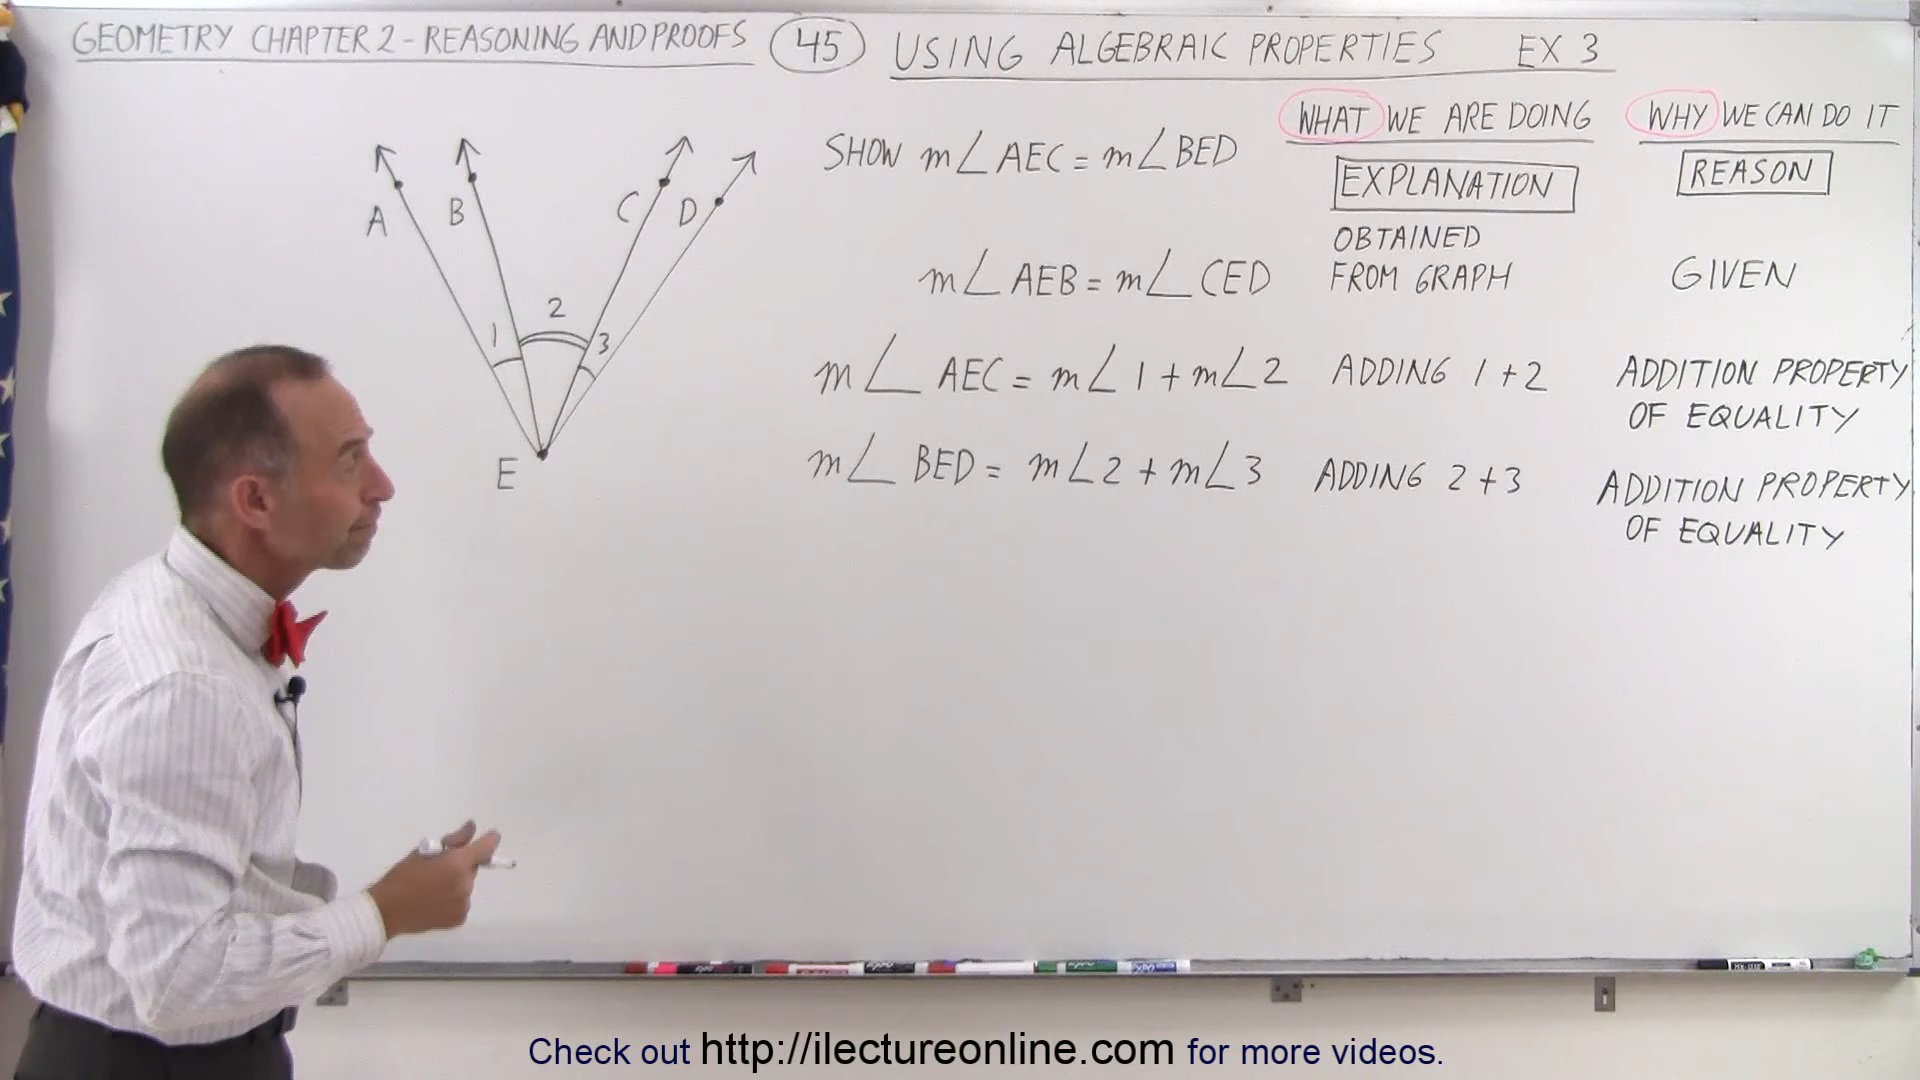 GEOMETRY CHAPTER 2 - REASONING AND PROOFS 45 USING ALGEBRAIC PROPERTIES EX 3
WHAT WE ARE DOING WHY WE CAN DO IT
SHOW m∠AEC = m∠BED
EXPLANATION REASON
A B C D
1 2 3
E
m∠AEB = m∠CED OBTAINED
FROM GRAPH GIVEN
m∠AEC = m∠1 + m∠2 ADDING 1 + 2 ADDITION PROPERTY
OF EQUALITY
m∠BED = m∠2 + m∠3 ADDING 2 + 3 ADDITION PROPERTY
OF EQUALITY
Check out http://ilectureonline.com for more videos.